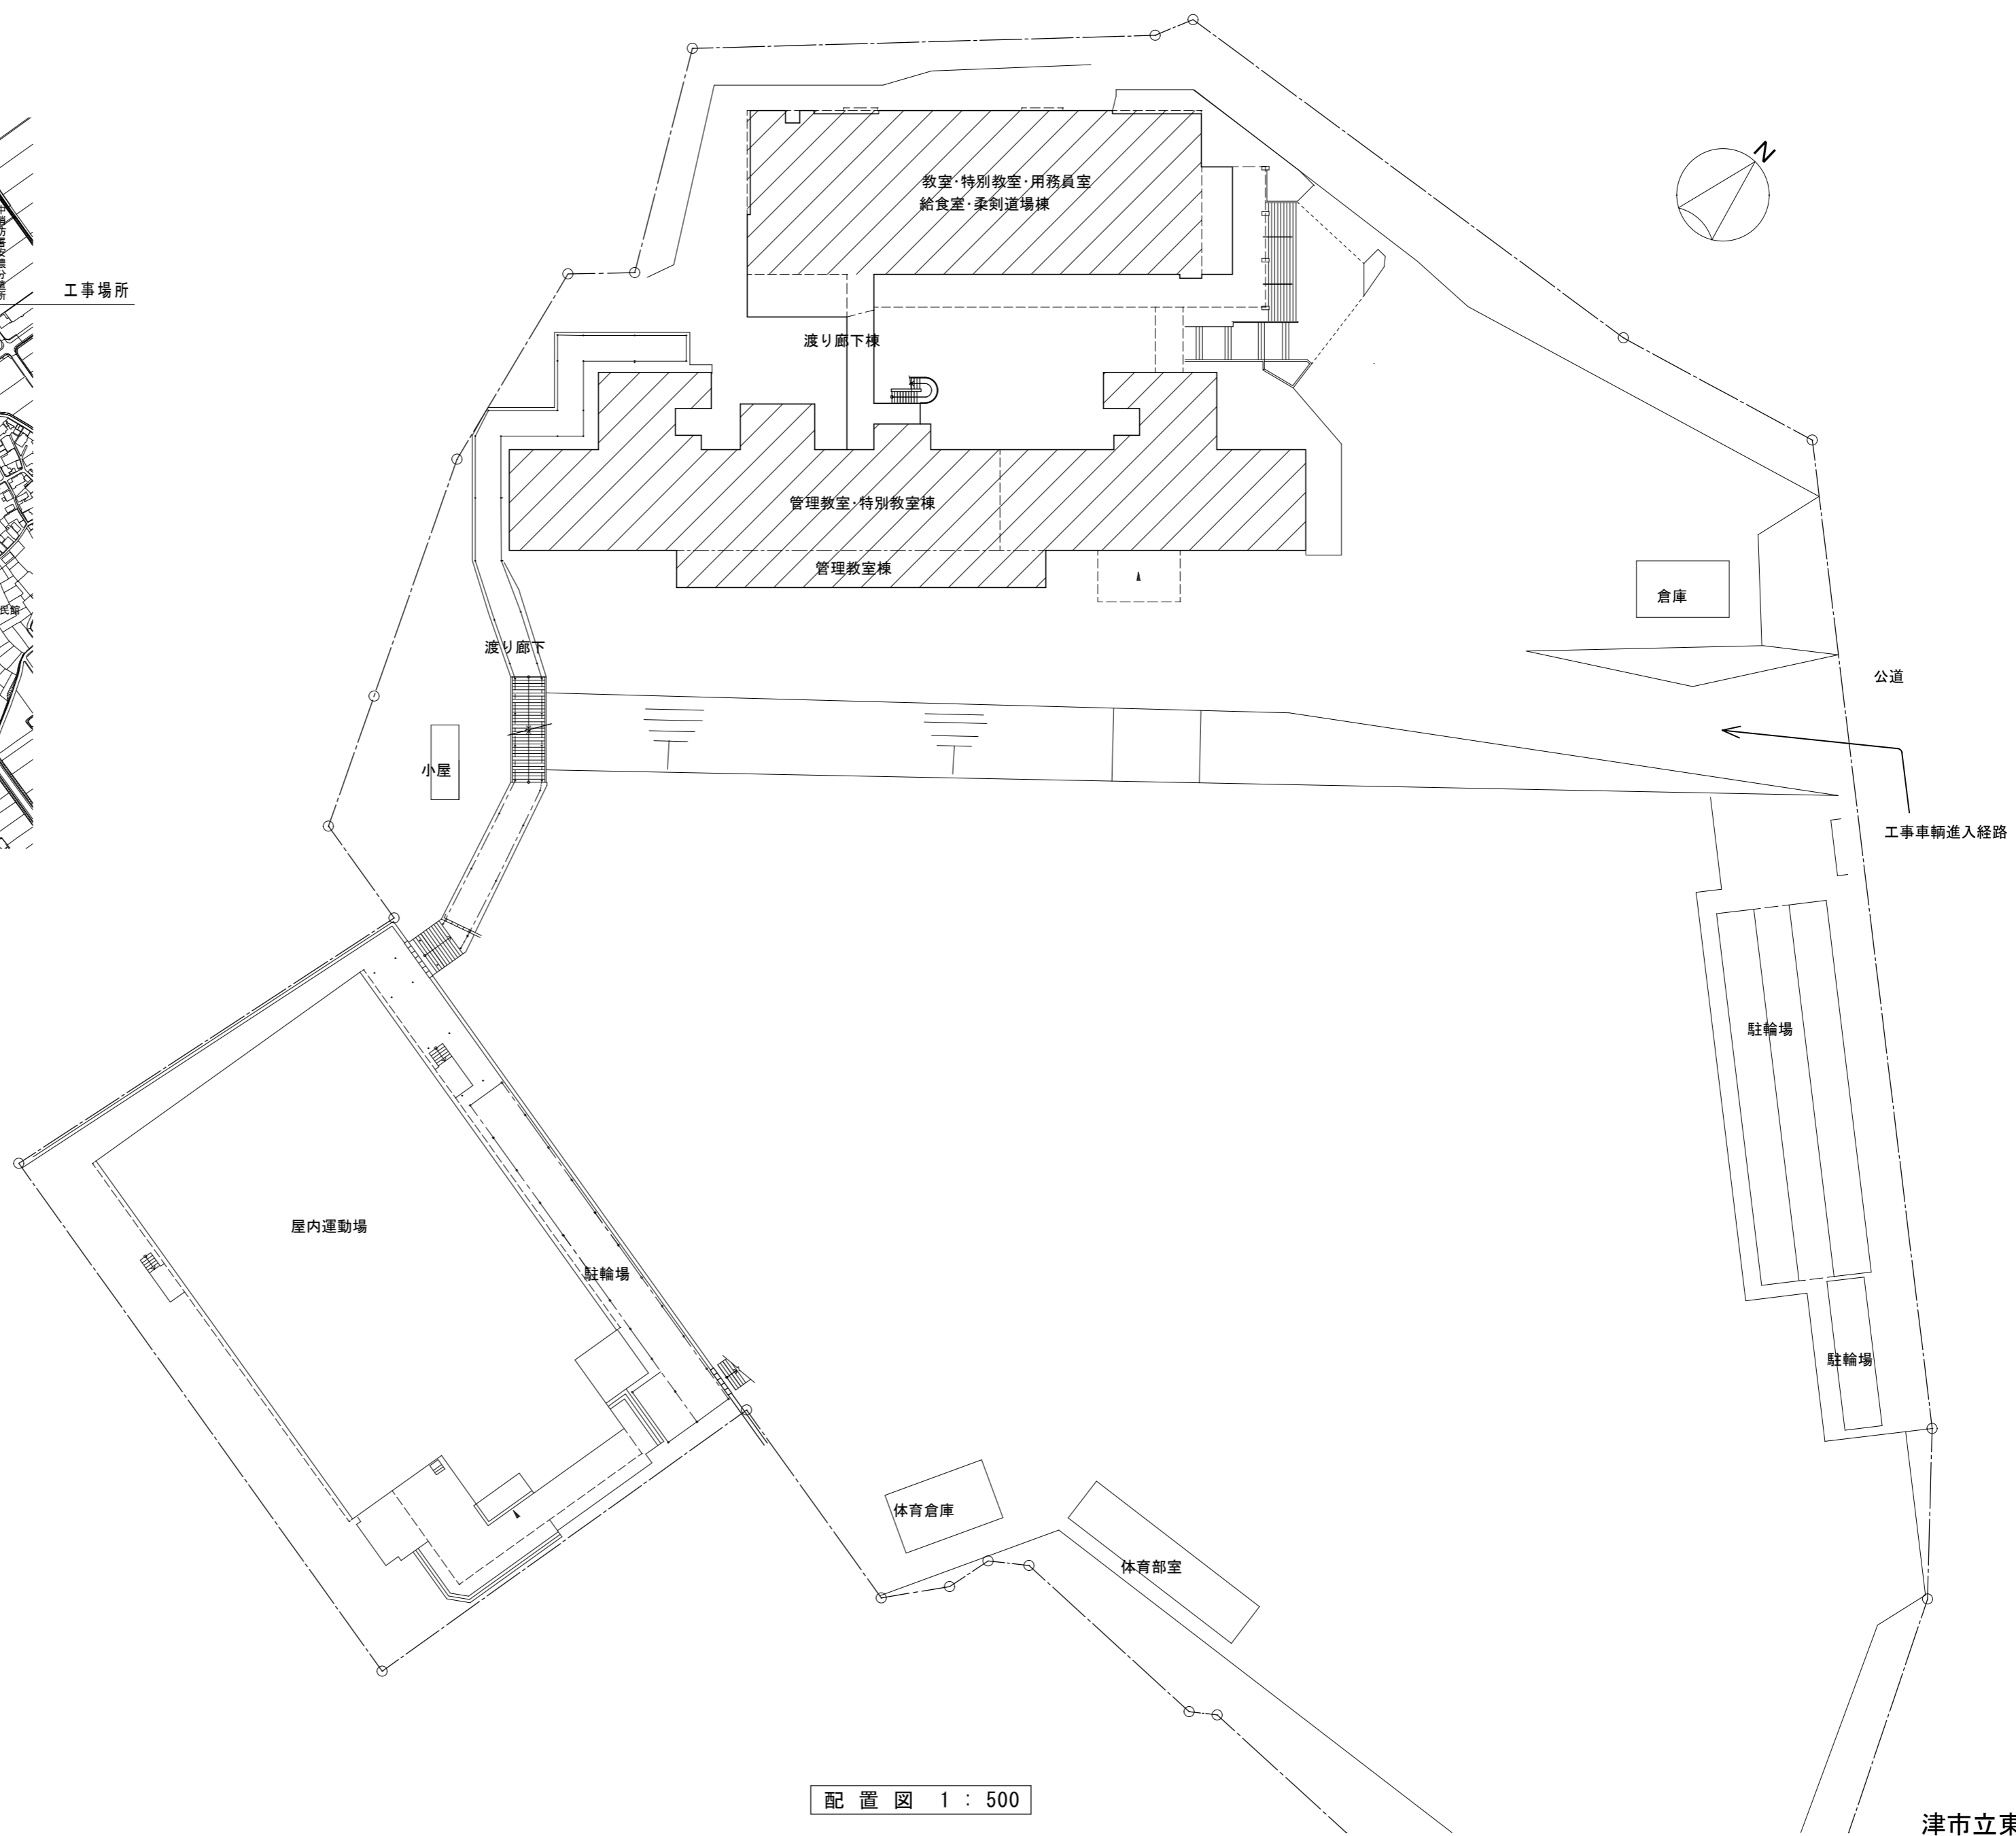 N
教室・特別教室・用務員室
給食室・柔剣道場棟
工事場所
渡り廊下棟
管理教室・特別教室棟
管理教室棟
倉庫
渡り廊下
公道
小屋
工事車輌進入経路
駐輪場
屋内運動場
駐輪場
駐輪場
体育倉庫
体育部室
配置図 1：500
津市立東
民館